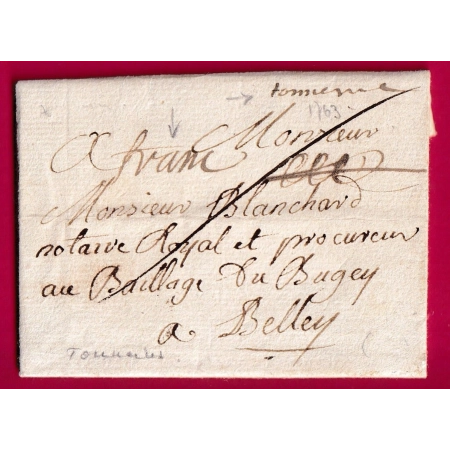 tonnerre
1763
franc
A Monsieur
Monsieur Blanchard
notaire Royal et procureur
au Baillage Du Bugey
a Belley
Tonnerre